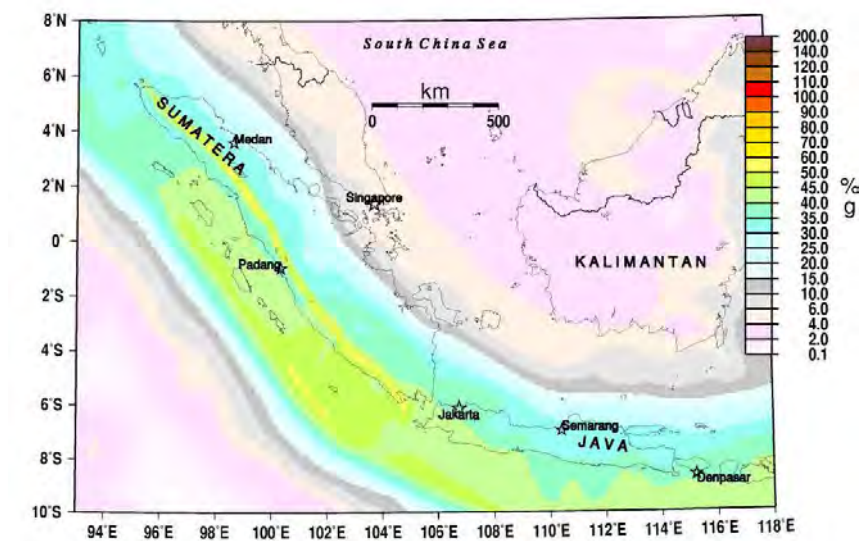 8°N
6°N
4°N
2°N
0°
2°S
4°S
6°S
8°S
10°S
South China Sea
km
0 500
SUMATERA
Medan
Singapore
Padang
KALIMANTAN
Jakarta
Semarang
JAVA
Denpasar
200.0
140.0
120.0
100.0
90.0
80.0
70.0
60.0
50.0
45.0
40.0
35.0
30.0
25.0
20.0
15.0
10.0
6.0
4.0
2.0
0.1
%
g
94°E 96°E 98°E 100°E 102°E 104°E 106°E 108°E 110°E 112°E 114°E 116°E 118°E